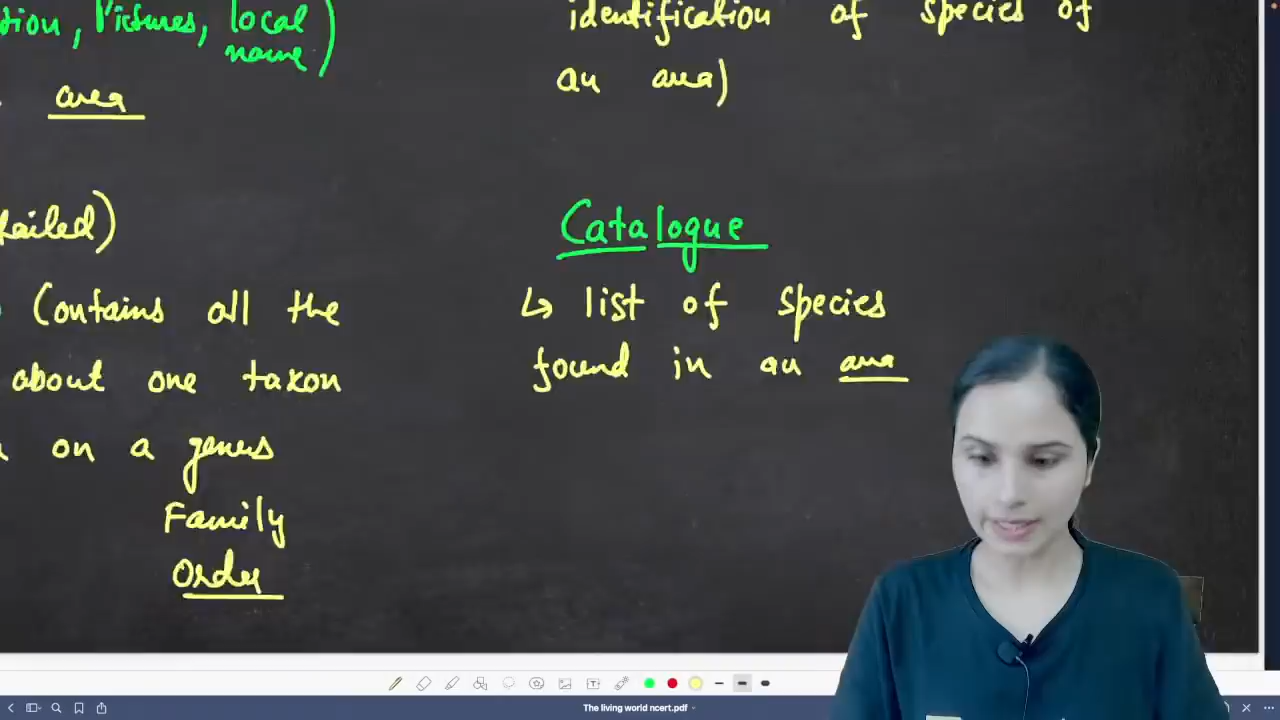 tion, Pictures, local
name)
area
identification of species of
an area)
tailed)
Contains all the
about one taxon
on a genus
Family
Order
Catalogue
↳ list of species
found in an area
The living world ncert.pdf